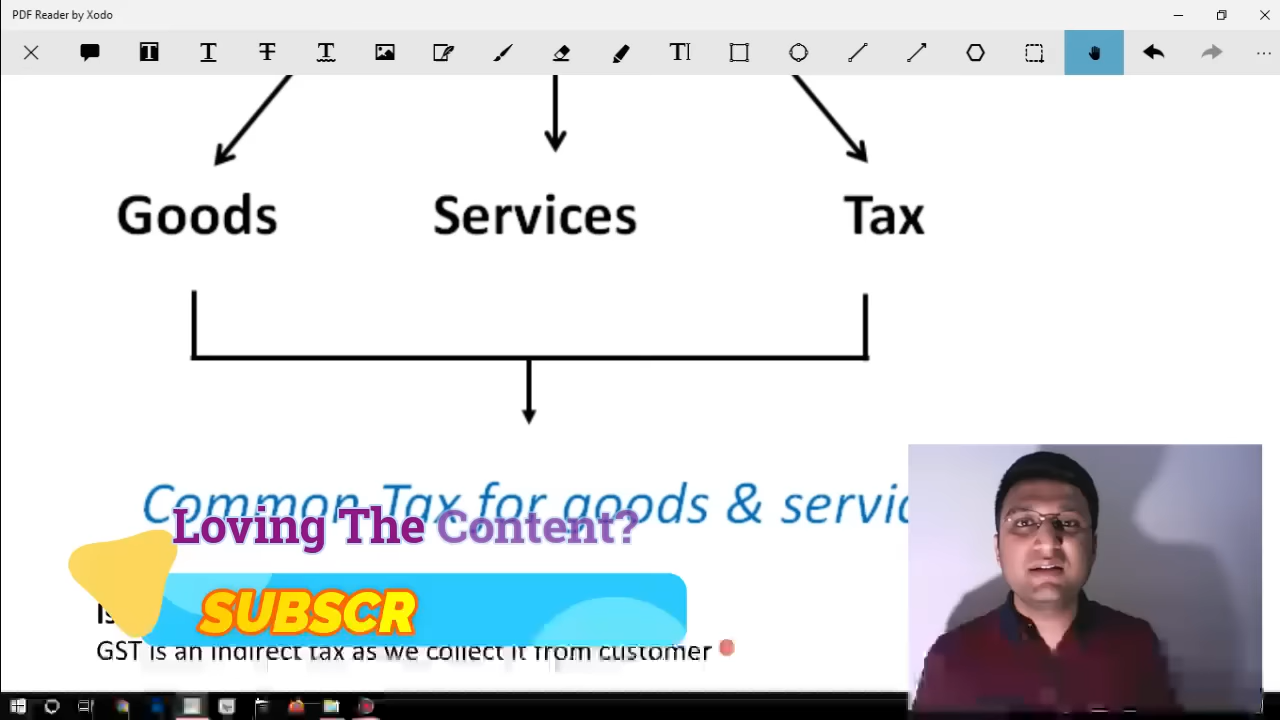 PDF Reader by Xodo
Goods Services Tax
Common Tax for goods & servic
Loving The Content?
SUBSCR
GST is an indirect tax as we collect it from customer